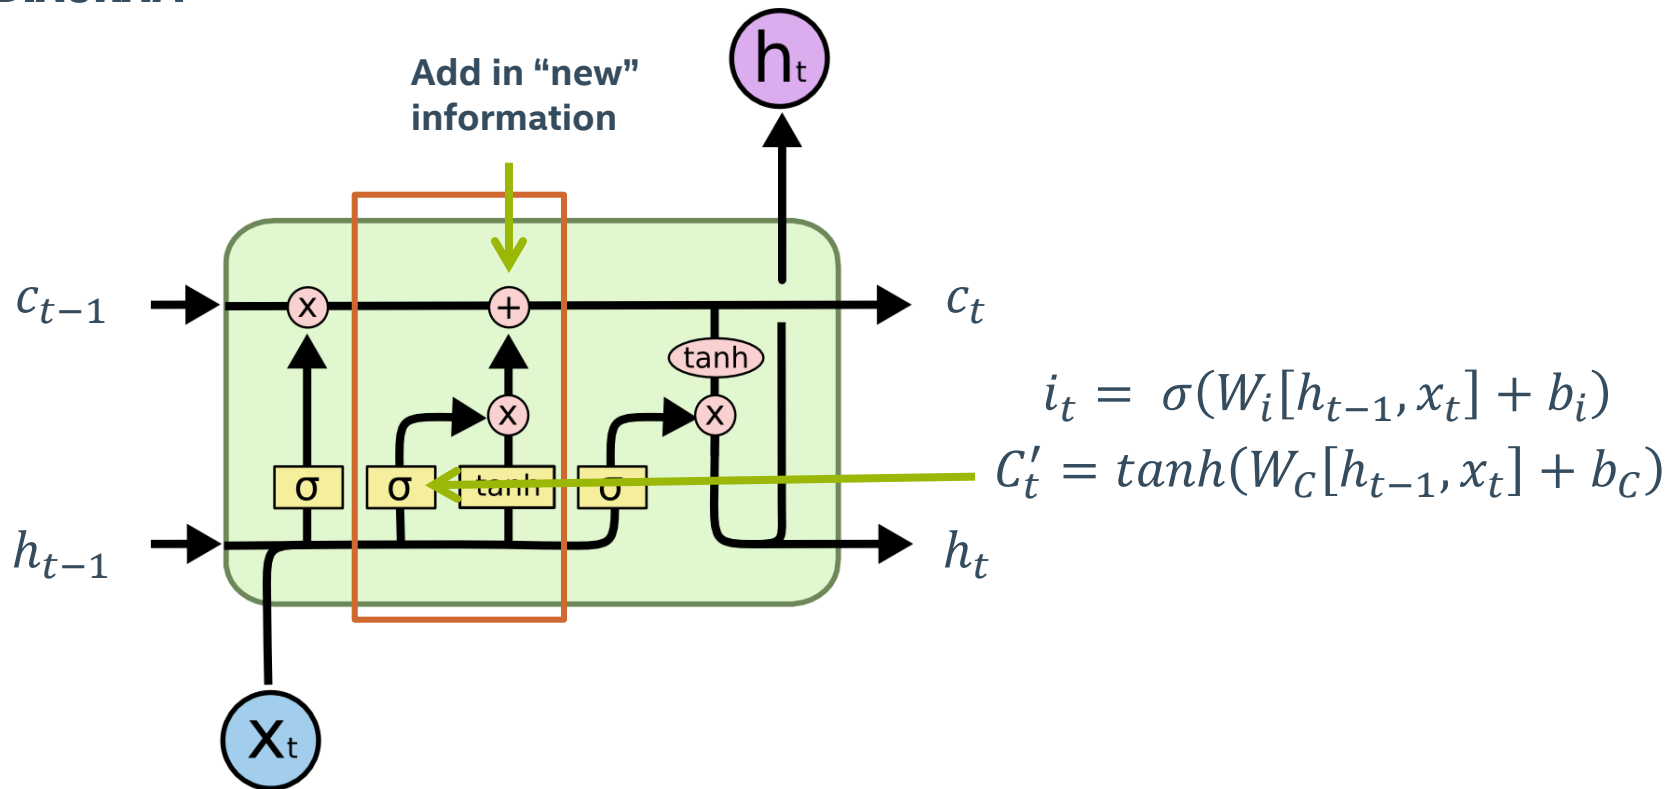 Add in “new”
information
h_t
c_{t−1}
x
+
c_t
tanh
x
x
i_t = σ(W_i[h_{t−1}, x_t] + b_i)
C′_t = tanh(W_C[h_{t−1}, x_t] + b_C)
σ
σ
tanh
σ
h_{t−1}
h_t
X_t